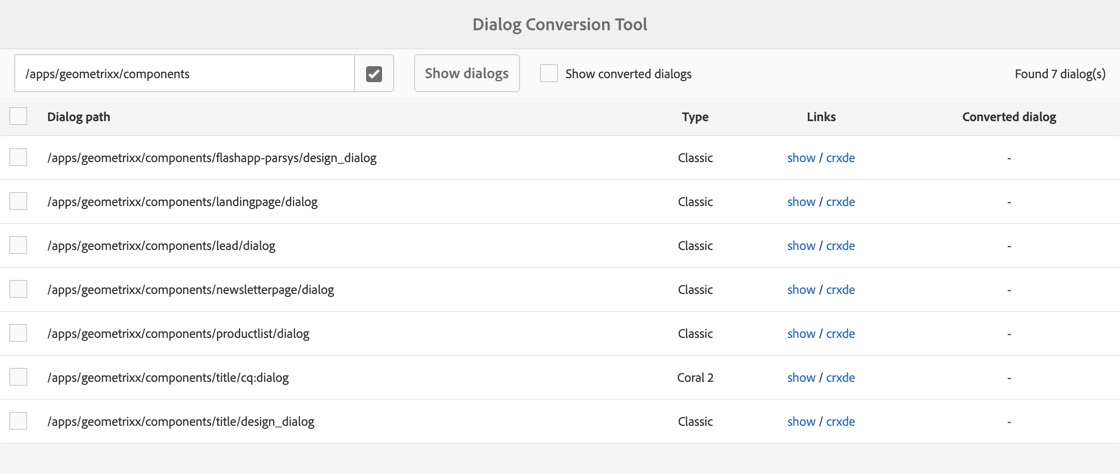 Dialog Conversion Tool
/apps/geometrixx/components Show dialogs Show converted dialogs Found 7 dialog(s)
Dialog path Type Links Converted dialog
/apps/geometrixx/components/flashapp-parsys/design_dialog Classic show / crxde -
/apps/geometrixx/components/landingpage/dialog Classic show / crxde -
/apps/geometrixx/components/lead/dialog Classic show / crxde -
/apps/geometrixx/components/newsletterpage/dialog Classic show / crxde -
/apps/geometrixx/components/productlist/dialog Classic show / crxde -
/apps/geometrixx/components/title/cq:dialog Coral 2 show / crxde -
/apps/geometrixx/components/title/design_dialog Classic show / crxde -